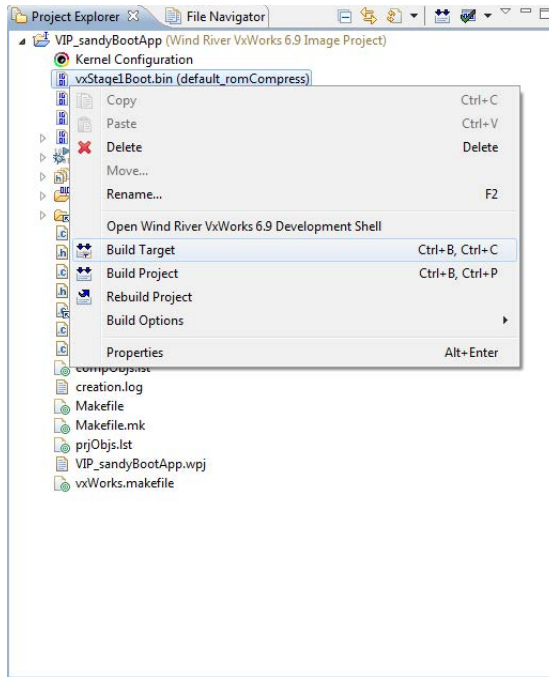 Project Explorer File Navigator
VIP_sandyBootApp (Wind River VxWorks 6.9 Image Project)
Kernel Configuration
vxStage1Boot.bin (default_romCompress)
Copy Ctrl+C
Paste Ctrl+V
Delete Delete
Move...
Rename... F2
Open Wind River VxWorks 6.9 Development Shell
Build Target Ctrl+B, Ctrl+C
Build Project Ctrl+B, Ctrl+P
Rebuild Project
Build Options
Properties Alt+Enter
compObjs.lst
creation.log
Makefile
Makefile.mk
prjObjs.lst
VIP_sandyBootApp.wpj
vxWorks.makefile